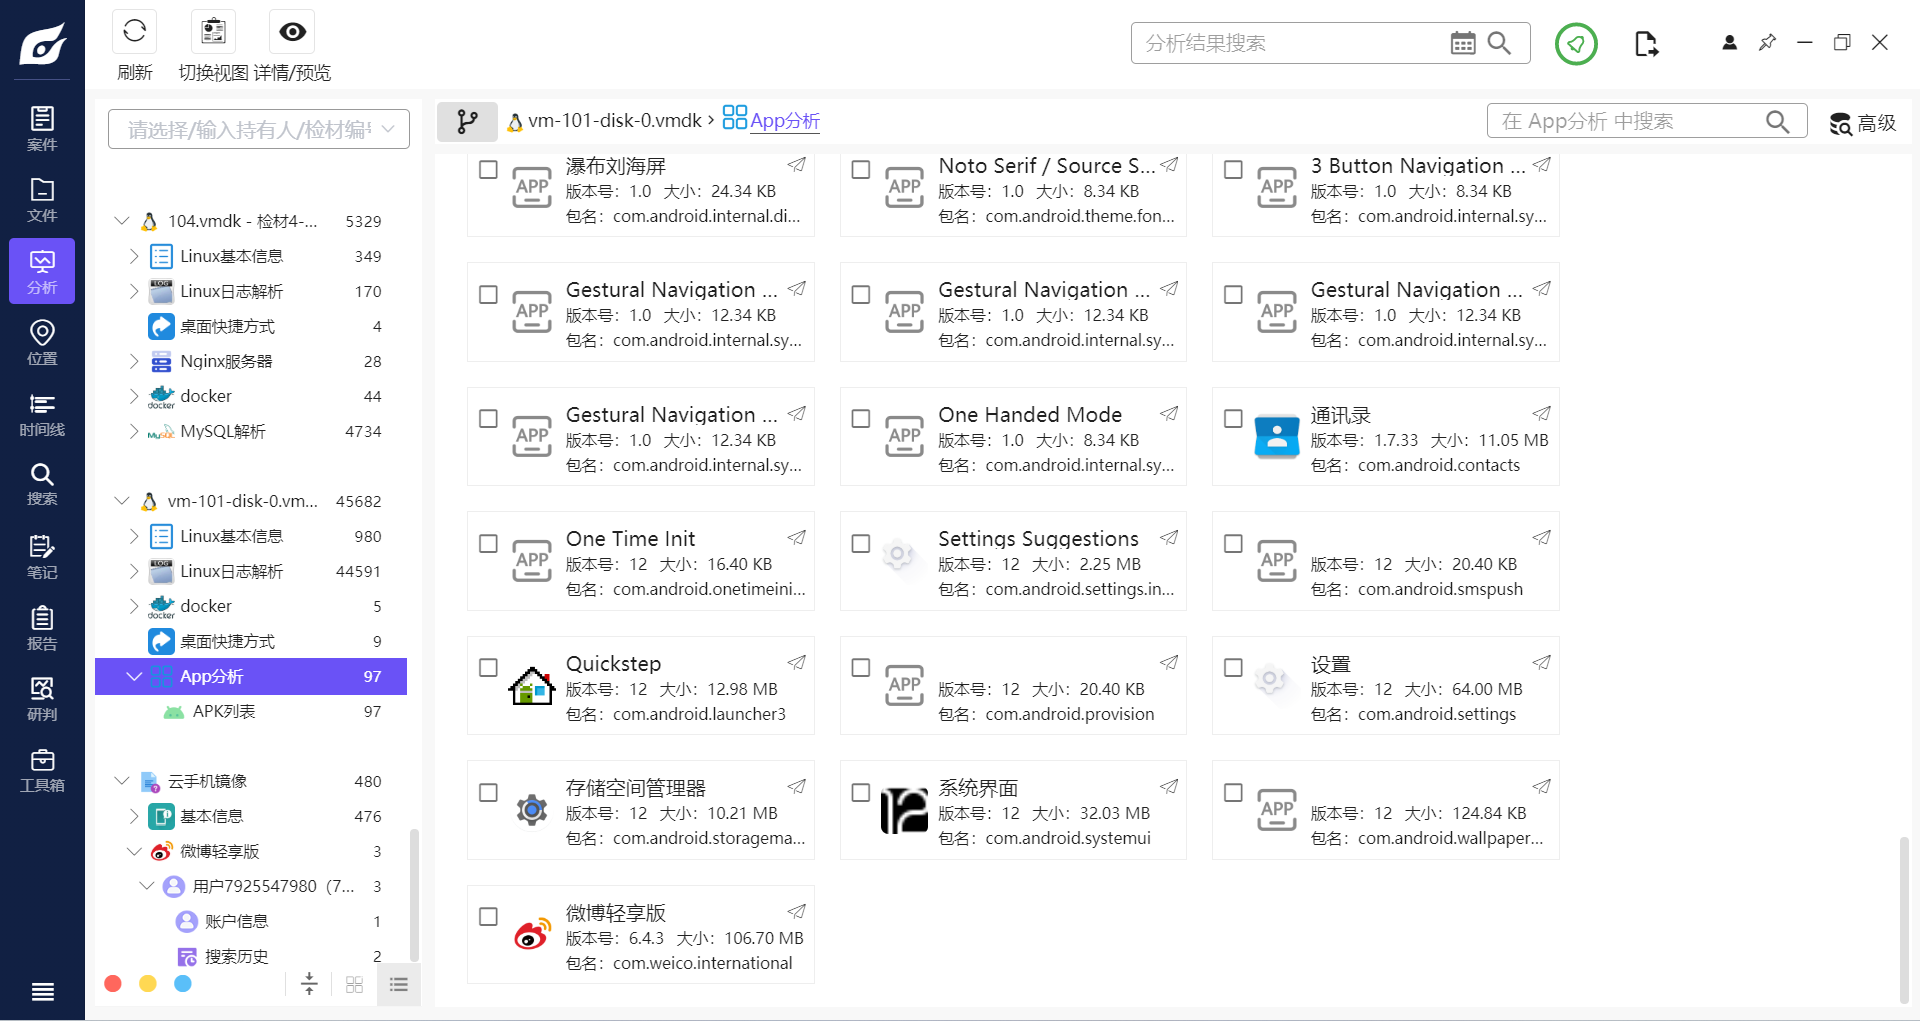 刷新
切换视图
详情/预览
分析结果搜索
案件
文件
分析
位置
时间线
搜索
笔记
报告
研判
工具箱
请选择/输入持有人/检材编号
104.vmdk - 检材4-... 5329
Linux基本信息 349
Linux日志解析 170
桌面快捷方式 4
Nginx服务器 28
docker 44
MySQL解析 4734
vm-101-disk-0.vm... 45682
Linux基本信息 980
Linux日志解析 44591
docker 5
桌面快捷方式 9
App分析 97
APK列表 97
云手机镜像 480
基本信息 476
微博轻享版 3
用户7925547980（7... 3
账户信息 1
搜索历史 2
vm-101-disk-0.vmdk › App分析
在 App分析 中搜索
高级
APP
瀑布刘海屏
版本号：1.0 大小：24.34 KB
包名：com.android.internal.di...
APP
Noto Serif / Source S...
版本号：1.0 大小：8.34 KB
包名：com.android.theme.fon...
APP
3 Button Navigation ...
版本号：1.0 大小：8.34 KB
包名：com.android.internal.sy...
APP
Gestural Navigation ...
版本号：1.0 大小：12.34 KB
包名：com.android.internal.sy...
APP
Gestural Navigation ...
版本号：1.0 大小：12.34 KB
包名：com.android.internal.sy...
APP
Gestural Navigation ...
版本号：1.0 大小：12.34 KB
包名：com.android.internal.sy...
APP
Gestural Navigation ...
版本号：1.0 大小：12.34 KB
包名：com.android.internal.sy...
APP
One Handed Mode
版本号：1.0 大小：8.34 KB
包名：com.android.internal.sy...
通讯录
版本号：1.7.33 大小：11.05 MB
包名：com.android.contacts
APP
One Time Init
版本号：12 大小：16.40 KB
包名：com.android.onetimeini...
Settings Suggestions
版本号：12 大小：2.25 MB
包名：com.android.settings.in...
APP
版本号：12 大小：20.40 KB
包名：com.android.smspush
Quickstep
版本号：12 大小：12.98 MB
包名：com.android.launcher3
APP
版本号：12 大小：20.40 KB
包名：com.android.provision
设置
版本号：12 大小：64.00 MB
包名：com.android.settings
存储空间管理器
版本号：12 大小：10.21 MB
包名：com.android.storagema...
系统界面
版本号：12 大小：32.03 MB
包名：com.android.systemui
APP
版本号：12 大小：124.84 KB
包名：com.android.wallpaper...
微博轻享版
版本号：6.4.3 大小：106.70 MB
包名：com.weico.international